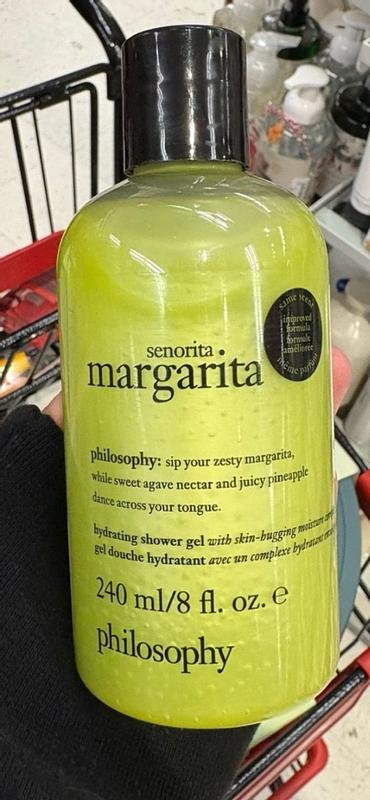 same scent
improved
formula
formule
améliorée
même parfum
senorita
margarita
philosophy: sip your zesty margarita,
while sweet agave nectar and juicy pineapple
dance across your tongue.
hydrating shower gel with skin-hugging moisture
gel douche hydratant avec un complexe hydratant
240 ml/8 fl. oz. e
philosophy